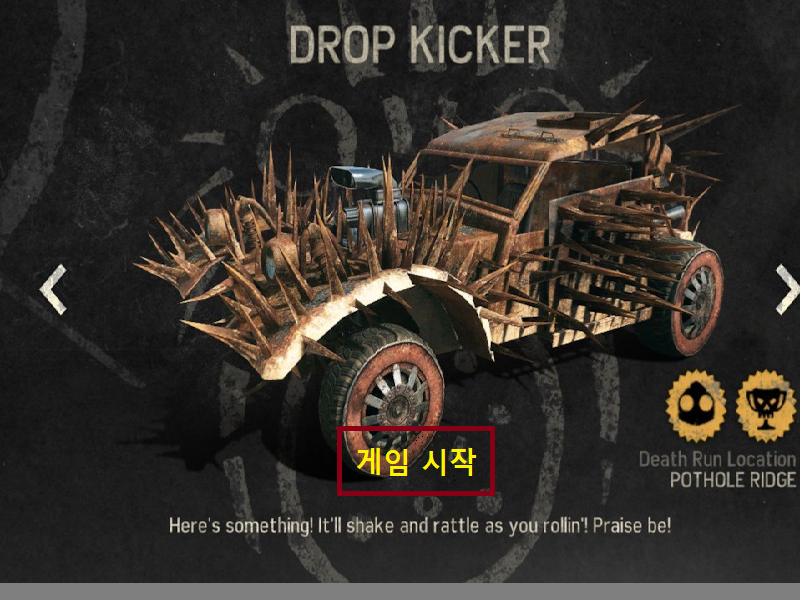 DROP KICKER
게임 시작
Death Run Location
POTHOLE RIDGE
Here's something! It'll shake and rattle as you rollin'! Praise be!